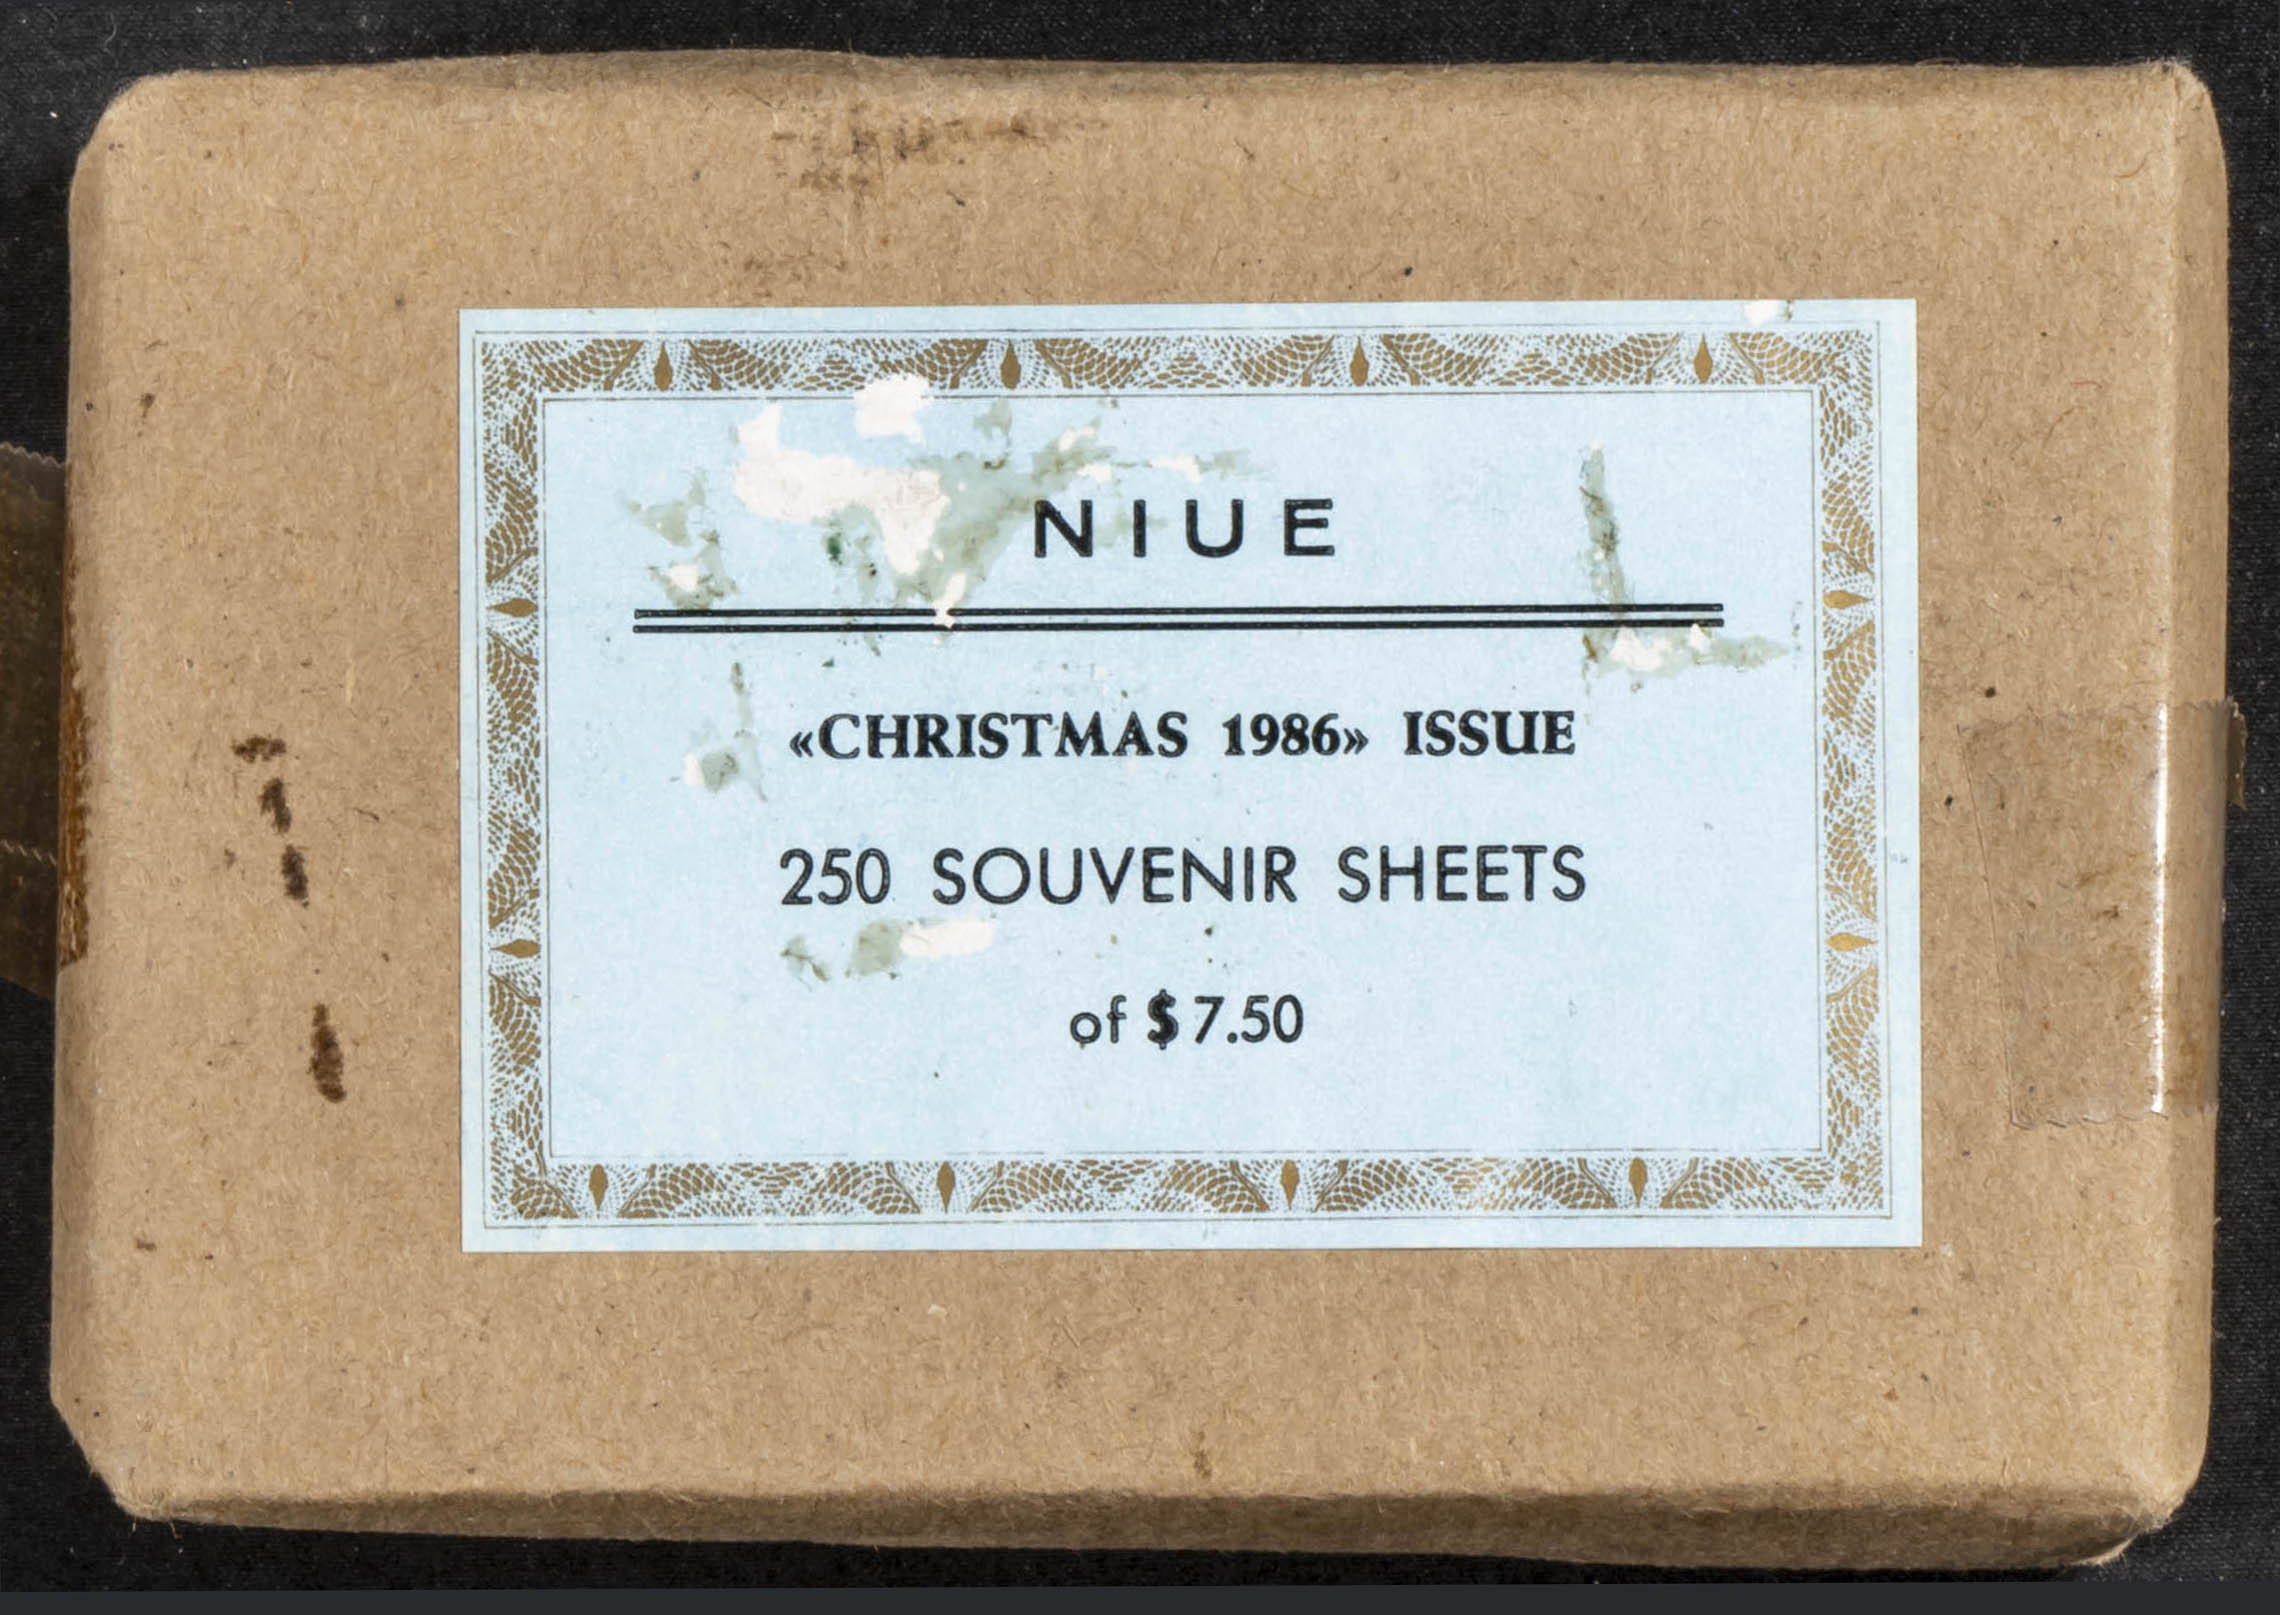 NIUE
«CHRISTMAS 1986» ISSUE
250 SOUVENIR SHEETS
of $7.50